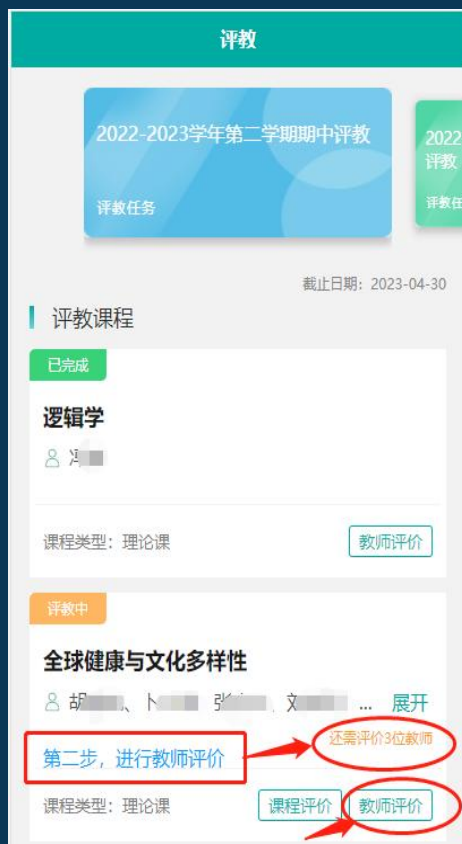 评教
2022-2023学年第二学期期中评教
评教任务
2022
评教
评教任
截止日期：2023-04-30
评教课程
已完成
逻辑学
冯
课程类型：理论课
教师评价
评教中
全球健康与文化多样性
胡 、卜 张 、刘 ... 展开
还需评价3位教师
第二步，进行教师评价
课程类型：理论课
课程评价
教师评价